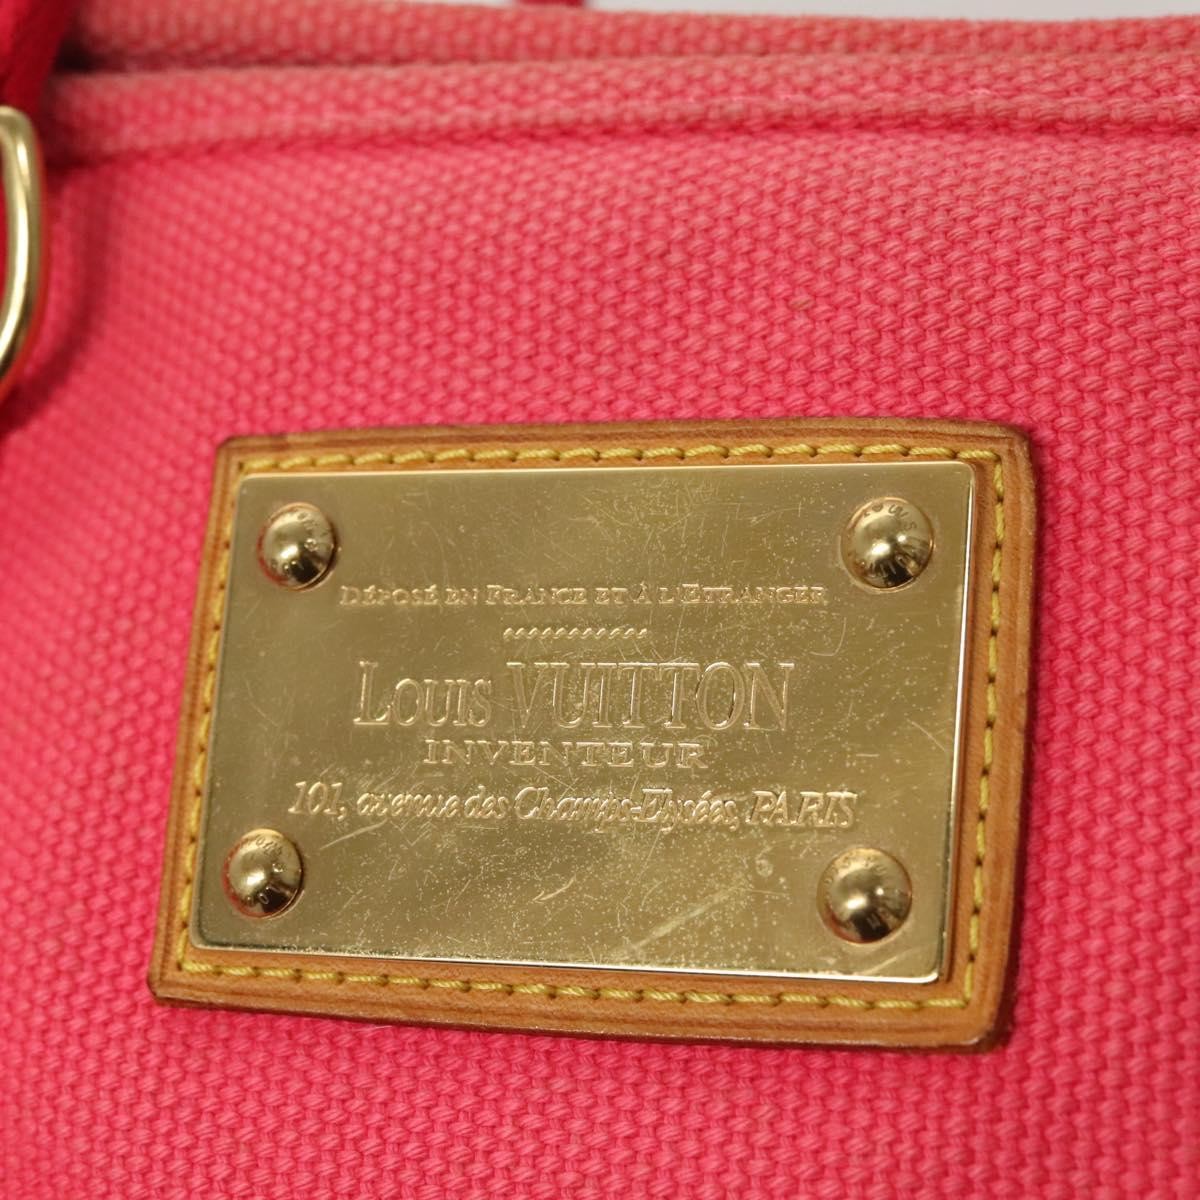 DÉPOSÉ EN FRANCE ET À L'ETRANGER
LOUIS VUITTON
INVENTEUR
101, avenue des Champs-Elysées, PARIS